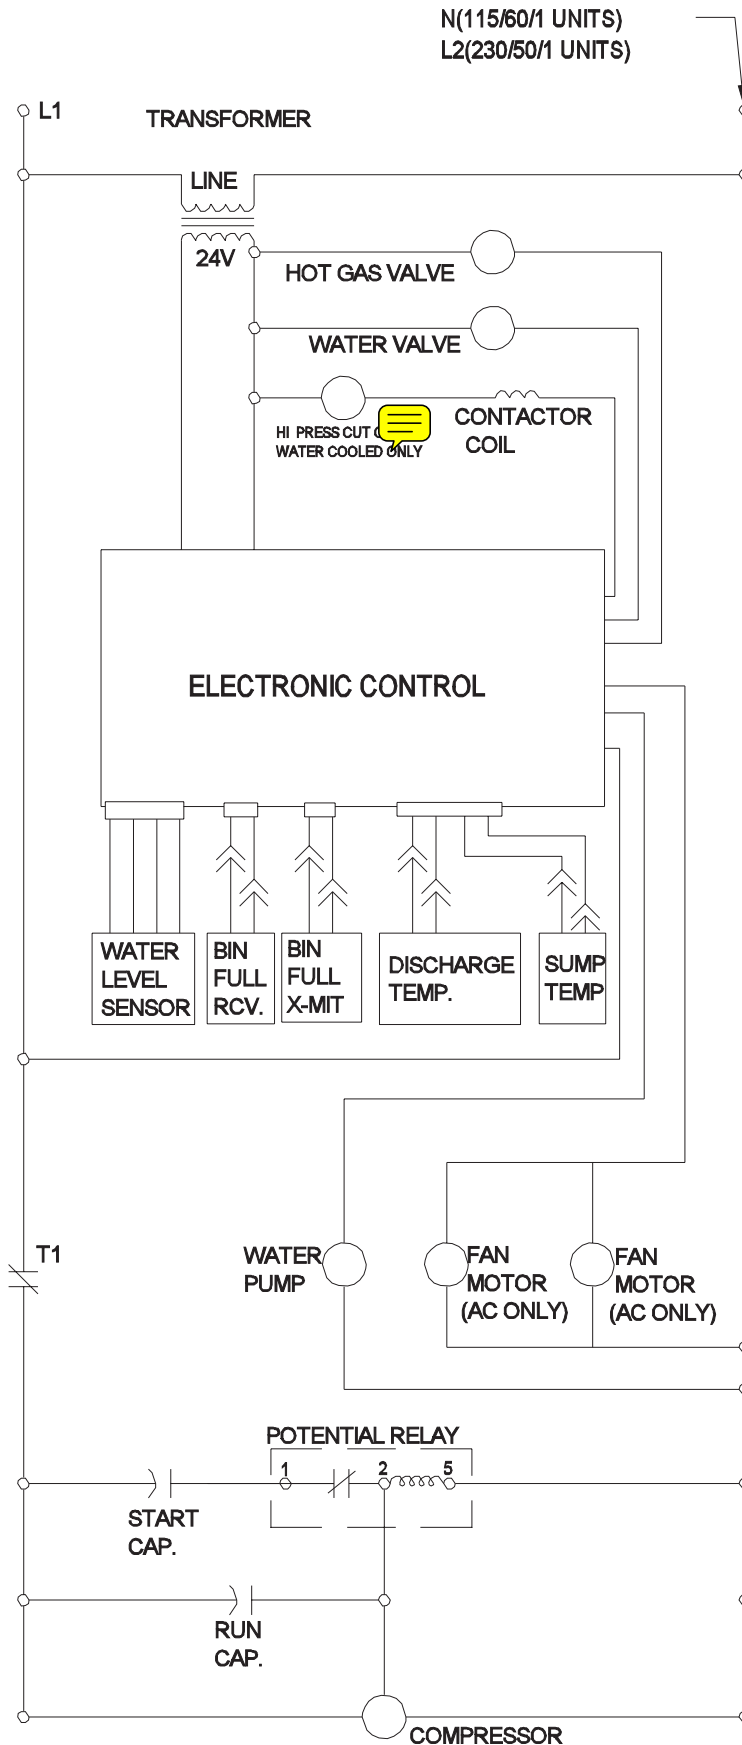 N(115/60/1 UNITS)
L2(230/50/1 UNITS)
L1
TRANSFORMER
LINE
24V
HOT GAS VALVE
WATER VALVE
HI PRESS CUT
WATER COOLED ONLY
CONTACTOR
COIL
ELECTRONIC CONTROL
WATER
LEVEL
SENSOR
BIN
FULL
RCV.
BIN
FULL
X-MIT
DISCHARGE
TEMP.
SUMP
TEMP
T1
WATER
PUMP
FAN
MOTOR
(AC ONLY)
FAN
MOTOR
(AC ONLY)
POTENTIAL RELAY
1
2
5
START
CAP.
RUN
CAP.
COMPRESSOR